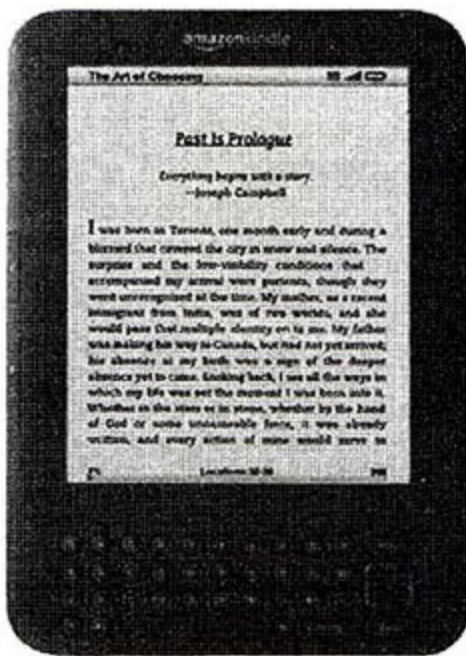 amazonkindle
The Art of Choosing
Past Is Prologue
Everything begins with a story.
—Joseph Campbell
I was born in Toronto, one month early and during a
blizzard that covered the city in snow and silence. The
surprise and the low-visibility conditions that
accompanied my arrival were portents, though they
went unrecognized at the time. My mother, as a recent
immigrant from India, was of two worlds, and she
would pass that multiple identity on to me. My father
was making his way to Canada, but had not yet arrived;
his absence at my birth was a sign of the deeper
absence yet to come. Looking back, I see all the ways in
which my life was set the moment I was born into it.
Whether in the stars or in stone, whether by the hand
of God or some unnameable force, it was already
written, and every action of mine would serve to
Locations